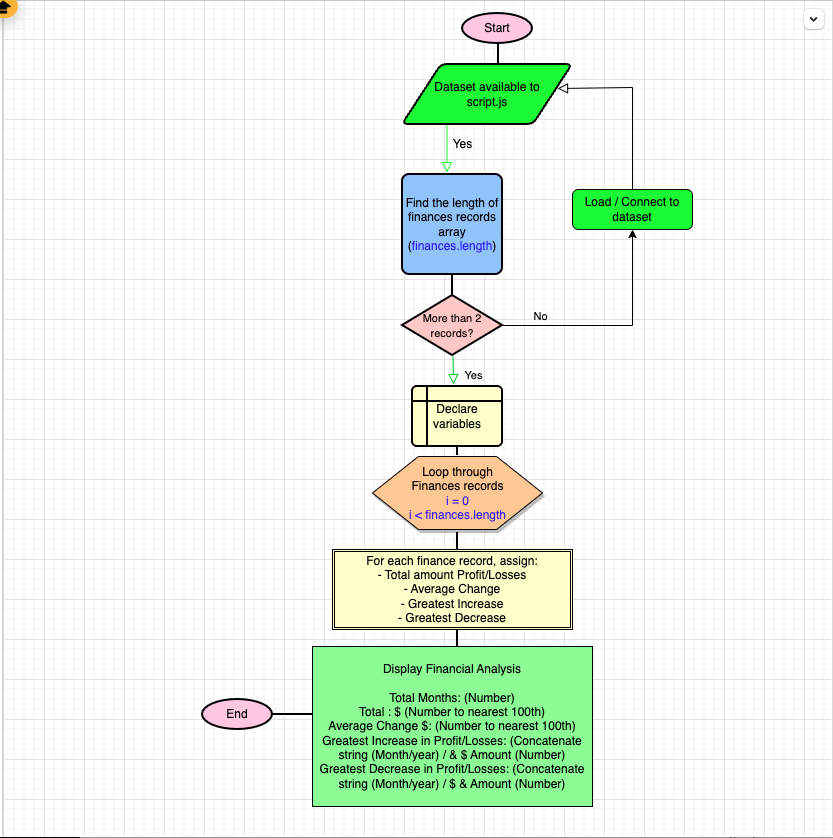 Start
Dataset available to
script.js
Yes
Find the length of
finances records
array
(finances.length)
Load / Connect to
dataset
More than 2
records?
No
Yes
Declare
variables
Loop through
Finances records
i = 0
i < finances.length
For each finance record, assign:
- Total amount Profit/Losses
- Average Change
- Greatest Increase
- Greatest Decrease
Display Financial Analysis
Total Months: (Number)
Total : $ (Number to nearest 100th)
Average Change $: (Number to nearest 100th)
Greatest Increase in Profit/Losses: (Concatenate
string (Month/year) / & $ Amount (Number)
Greatest Decrease in Profit/Losses: (Concatenate
string (Month/year) / $ & Amount (Number)
End